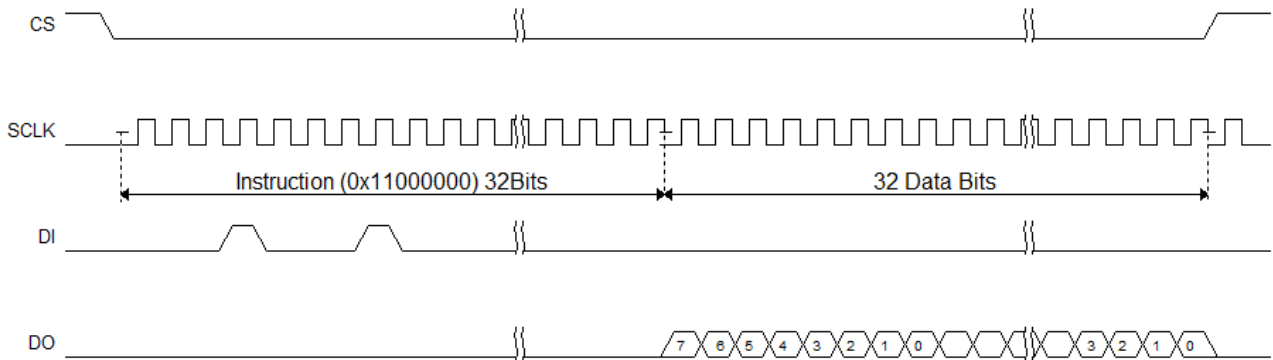 CS
SCLK
Instruction (0x11000000) 32Bits
32 Data Bits
DI
DO
7 6 5 4 3 2 1 0 3 2 1 0